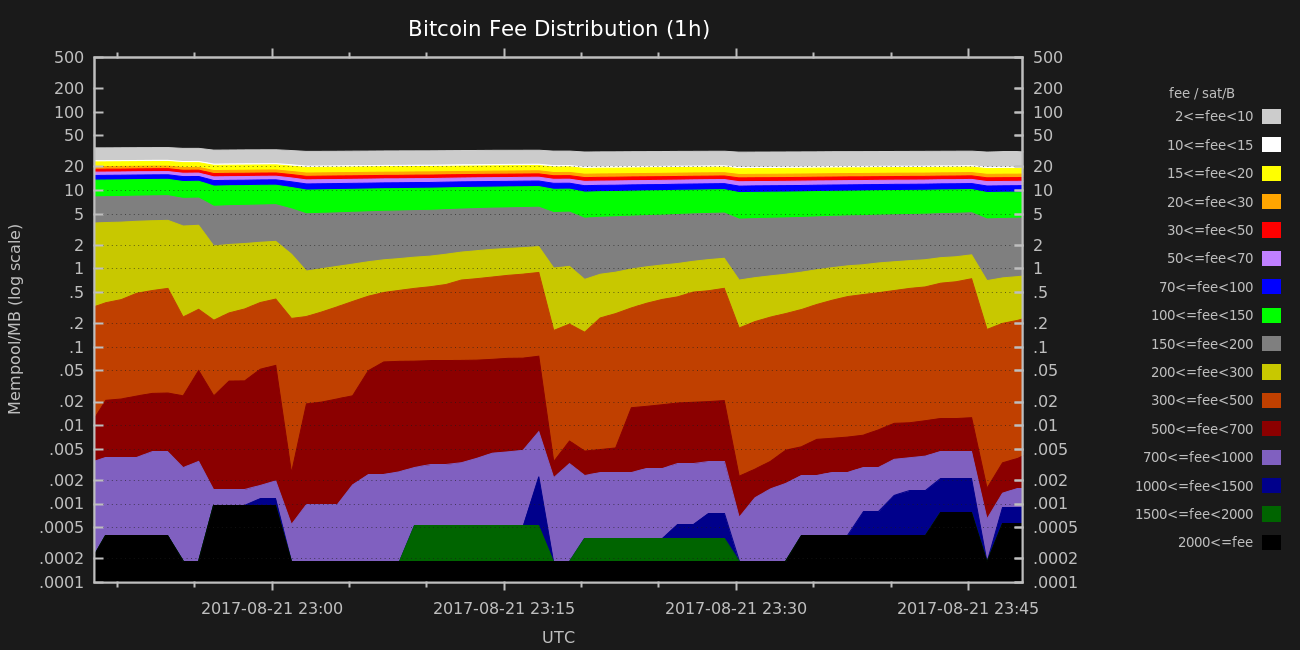 Bitcoin Fee Distribution (1h)
Mempool/MB (log scale)
500
200
100
50
20
10
5
2
1
.5
.2
.1
.05
.02
.01
.005
.002
.001
.0005
.0002
.0001
500
200
100
50
20
10
5
2
1
.5
.2
.1
.05
.02
.01
.005
.002
.001
.0005
.0002
.0001
2017-08-21 23:00
2017-08-21 23:15
2017-08-21 23:30
2017-08-21 23:45
UTC
fee / sat/B
2<=fee<10
10<=fee<15
15<=fee<20
20<=fee<30
30<=fee<50
50<=fee<70
70<=fee<100
100<=fee<150
150<=fee<200
200<=fee<300
300<=fee<500
500<=fee<700
700<=fee<1000
1000<=fee<1500
1500<=fee<2000
2000<=fee